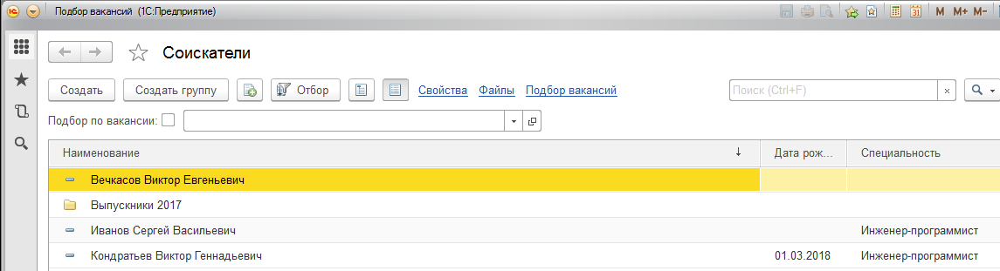 Подбор вакансий (1С:Предприятие) 31 M M+ M-
Соискатели
Создать Создать группу Отбор Свойства Файлы Подбор вакансий Поиск (Ctrl+F) ×
Подбор по вакансии:
Наименование ↓ Дата рож... Специальность
Вечкасов Виктор Евгеньевич
Выпускники 2017
Иванов Сергей Васильевич Инженер-программист
Кондратьев Виктор Геннадьевич 01.03.2018 Инженер-программист